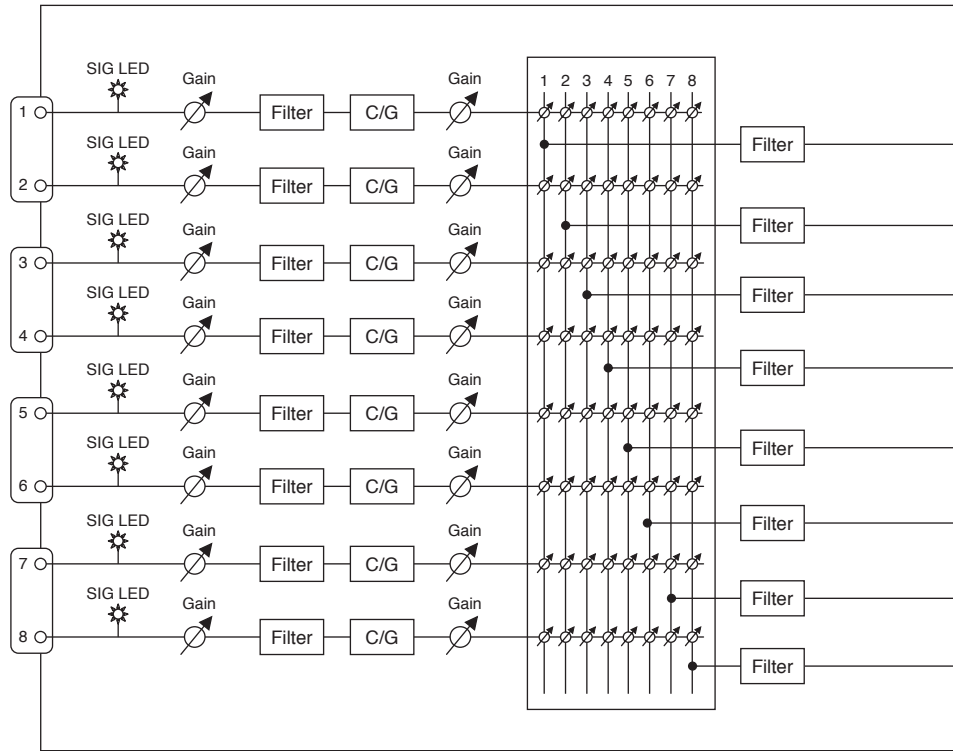 SIG LED Gain Gain 1 2 3 4 5 6 7 8
1 Filter C/G
Filter
SIG LED Gain Gain
2 Filter C/G
Filter
SIG LED Gain Gain
3 Filter C/G
Filter
SIG LED Gain Gain
4 Filter C/G
Filter
SIG LED Gain Gain
5 Filter C/G
Filter
SIG LED Gain Gain
6 Filter C/G
Filter
SIG LED Gain Gain
7 Filter C/G
Filter
SIG LED Gain Gain
8 Filter C/G
Filter